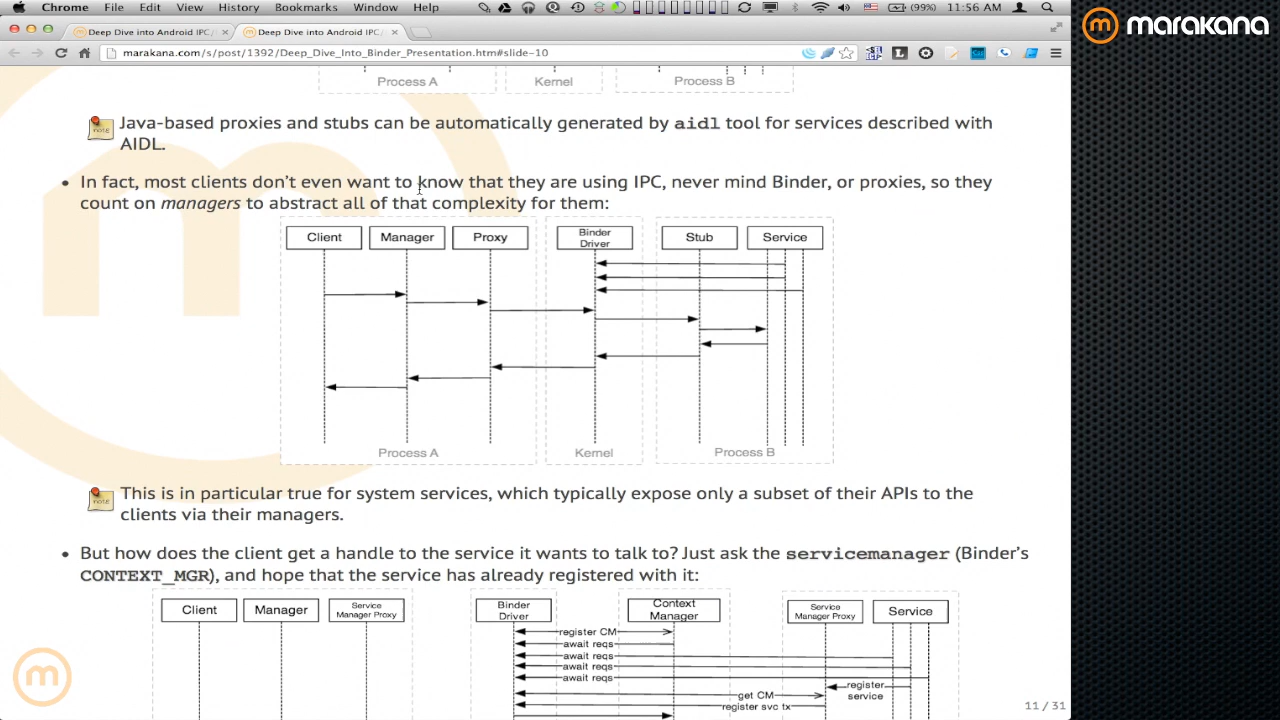 Chrome File Edit View History Bookmarks Window Help (99%) 11:56 AM
marakana
Deep Dive into Android IPC/
Deep Dive into Android IPC/
marakana.com/s/post/1392/Deep_Dive_Into_Binder_Presentation.htm#slide-10
Process A Kernel Process B
note
Java-based proxies and stubs can be automatically generated by aidl tool for services described with
AIDL.
• In fact, most clients don't even want to know that they are using IPC, never mind Binder, or proxies, so they
count on managers to abstract all of that complexity for them:
Client Manager Proxy Binder Driver Stub Service
Process A Kernel Process B
note
This is in particular true for system services, which typically expose only a subset of their APIs to the
clients via their managers.
• But how does the client get a handle to the service it wants to talk to? Just ask the servicemanager (Binder's
CONTEXT_MGR), and hope that the service has already registered with it:
Client Manager Service Manager Proxy Binder Driver Context Manager Service Manager Proxy Service
register CM
await reqs
await reqs
await reqs
await reqs
register service
get CM
register svc tx
m
11 / 31